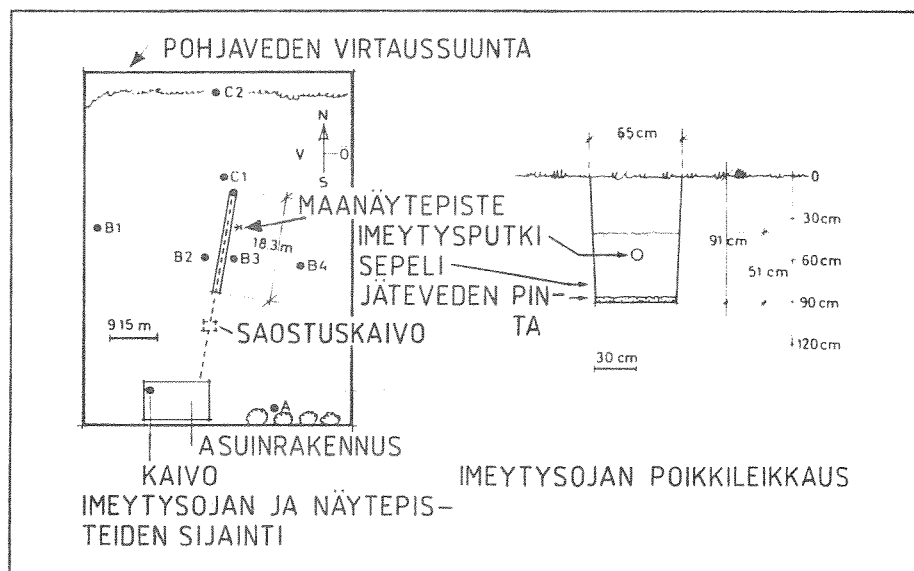 POHJAVEDEN VIRTAUSSUUNTA
C2
N
V Ö
S
C1
B1
B2
B3
B4
18.3 m
MAANÄYTEPISTE
IMEYTYSPUTKI
SEPELI
JÄTEVEDEN PIN-
TA
915 m
SAOSTUSKAIVO
A
ASUINRAKENNUS
KAIVO
IMEYTYSOJAN JA NÄYTEPIS-
TEIDEN SIJAINTI
65 cm
0
30 cm
60 cm
90 cm
120 cm
91 cm
51 cm
30 cm
IMEYTYSOJAN POIKKILEIKKAUS